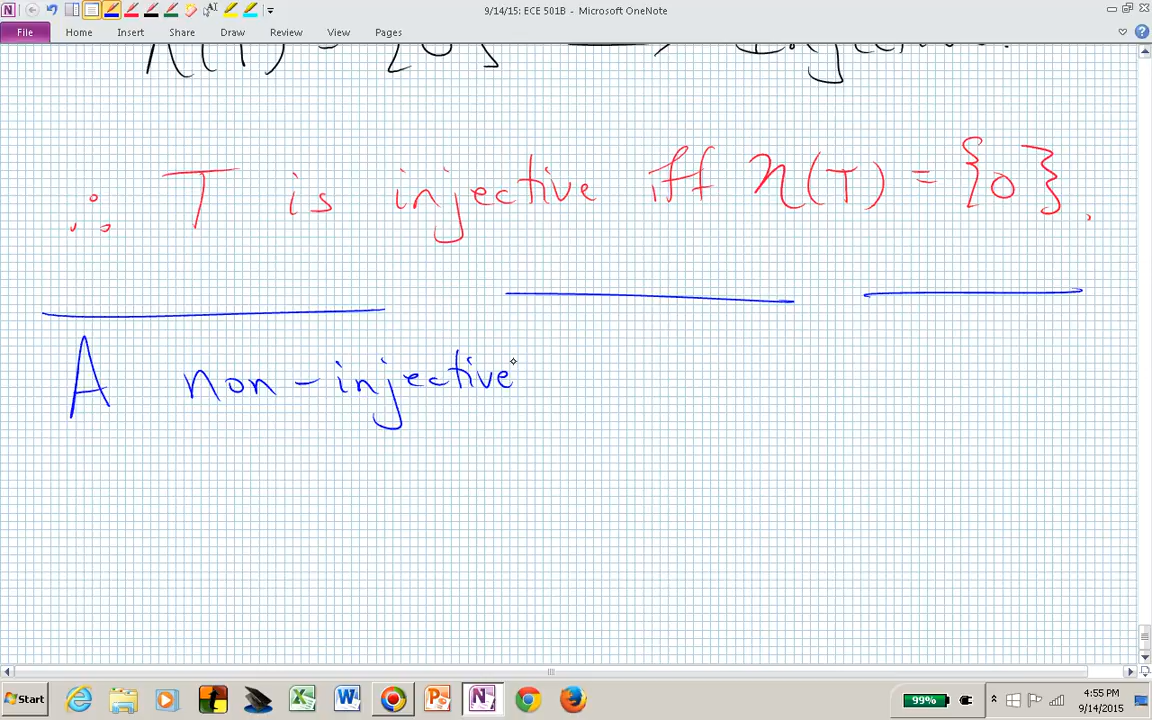 9/14/15: ECE 501B - Microsoft OneNote
File Home Insert Share Draw Review View Pages
η(T) = {0}
∴ T is injective iff η(T) = {0}.
A non-injective
Start
99%
4:55 PM
9/14/2015